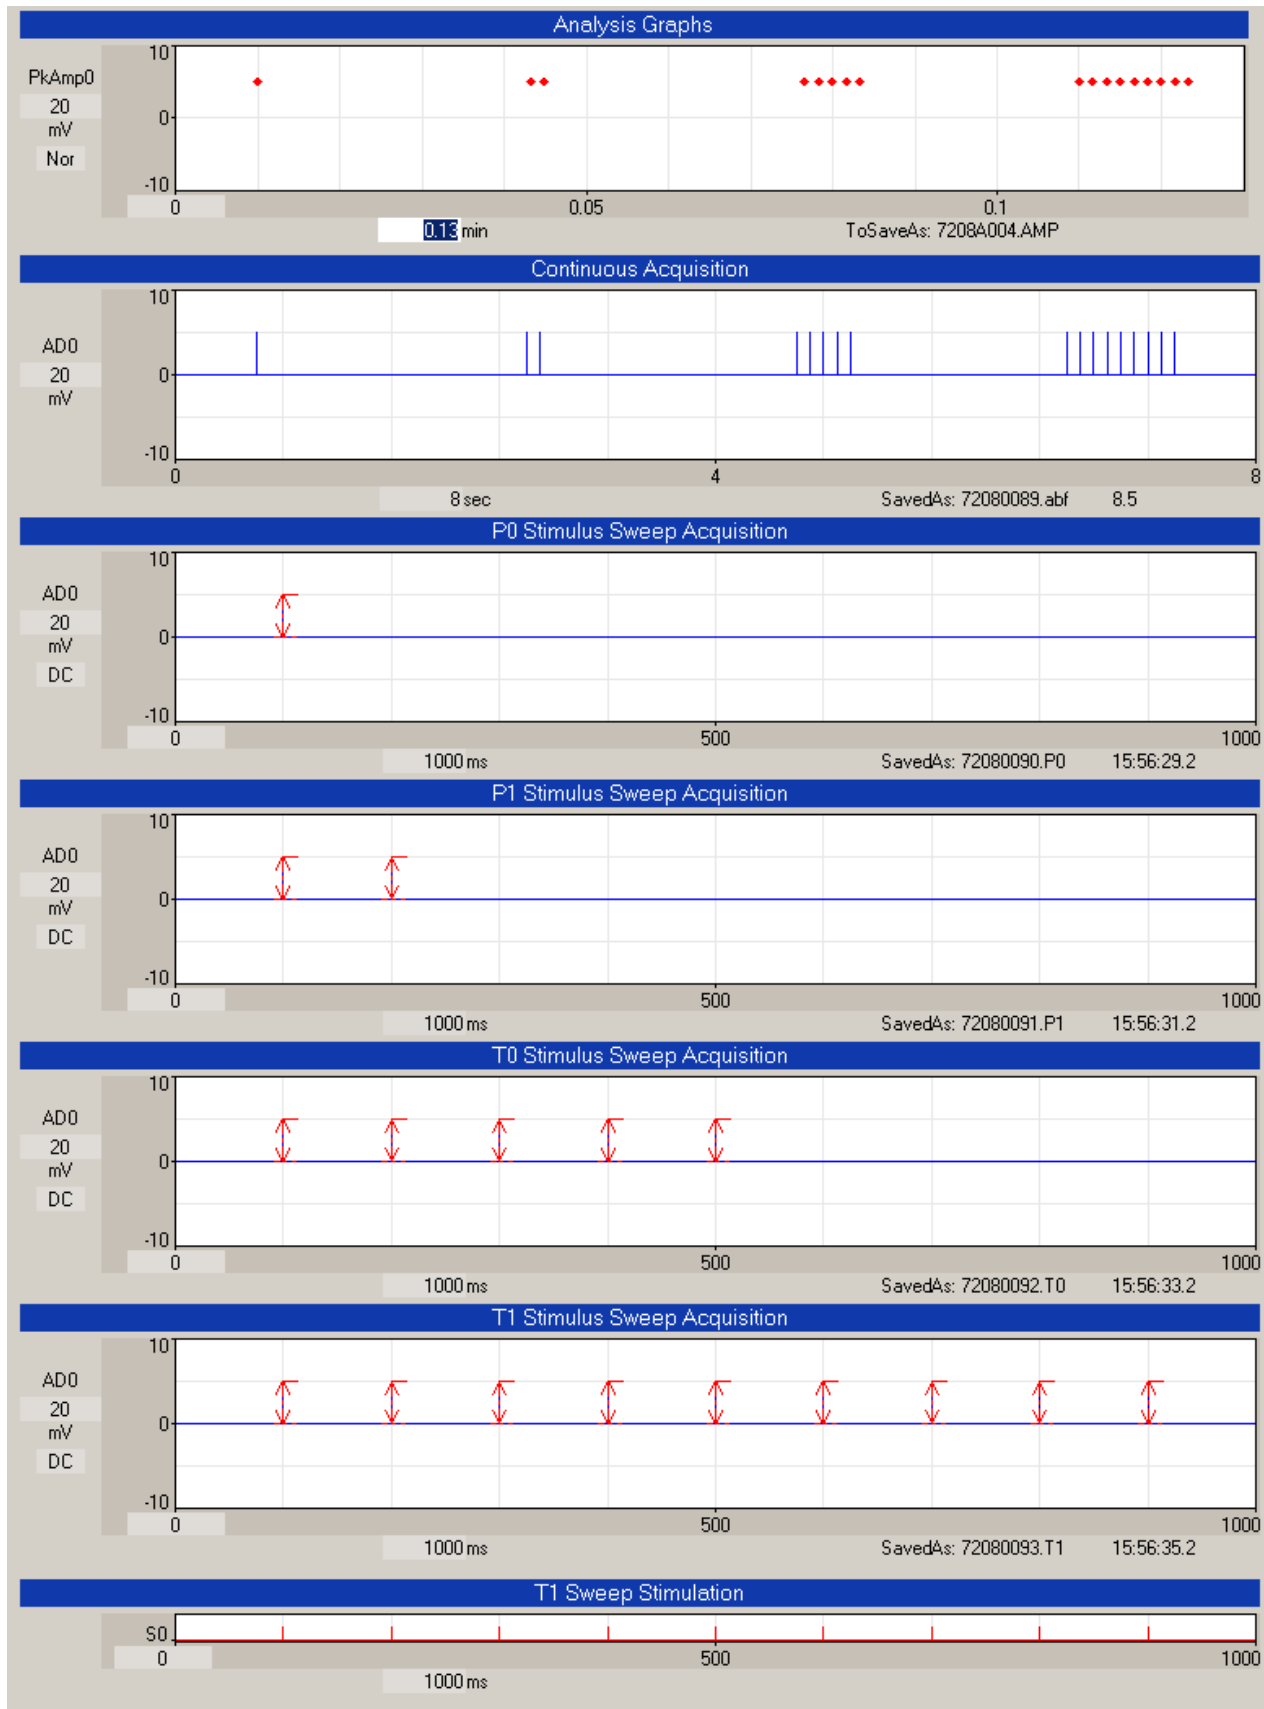 Analysis Graphs
10
PkAmp0
20
mV
0
Nor
-10
0 0.05 0.1
0.13 min ToSaveAs: 7208A004.AMP
Continuous Acquisition
10
AD0
20
mV
0
-10
0 4 8
8 sec SavedAs: 72080089.abf 8.5
P0 Stimulus Sweep Acquisition
10
AD0
20
mV
0
DC
-10
0 500 1000
1000 ms SavedAs: 72080090.P0 15:56:29.2
P1 Stimulus Sweep Acquisition
10
AD0
20
mV
0
DC
-10
0 500 1000
1000 ms SavedAs: 72080091.P1 15:56:31.2
T0 Stimulus Sweep Acquisition
10
AD0
20
mV
0
DC
-10
0 500 1000
1000 ms SavedAs: 72080092.T0 15:56:33.2
T1 Stimulus Sweep Acquisition
10
AD0
20
mV
0
DC
-10
0 500 1000
1000 ms SavedAs: 72080093.T1 15:56:35.2
T1 Sweep Stimulation
S0
0 500 1000
1000 ms